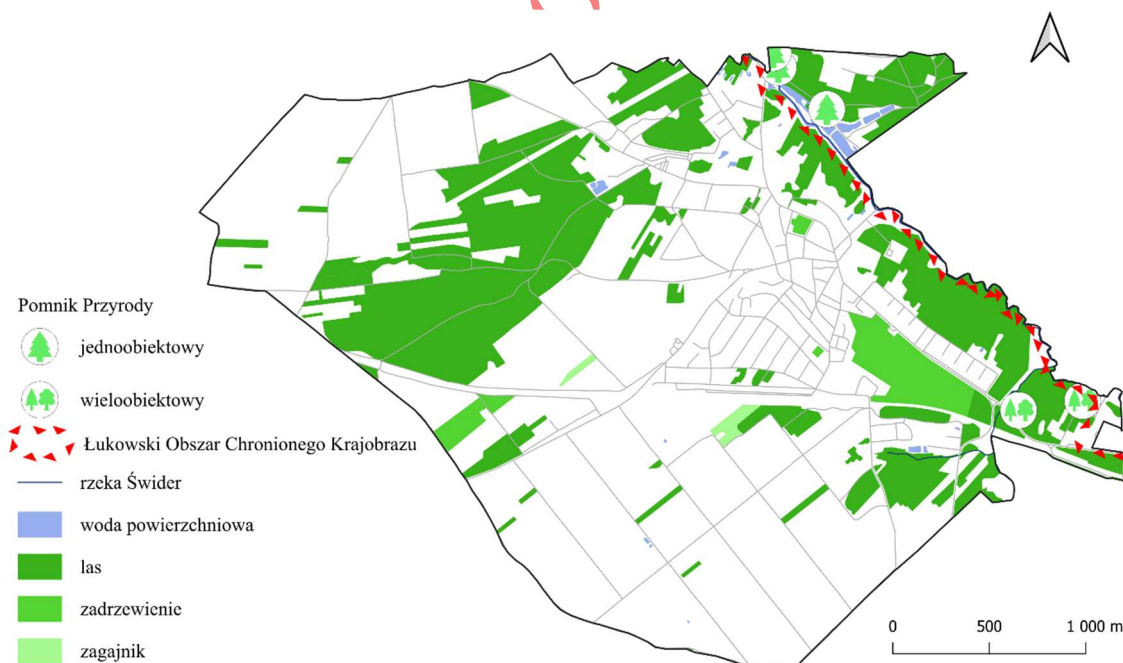 Pomnik Przyrody
jednoobiektowy
wieloobiektowy
Łukowski Obszar Chronionego Krajobrazu
rzeka Świder
woda powierzchniowa
las
zadrzewienie
zagajnik
0 500 1 000 m